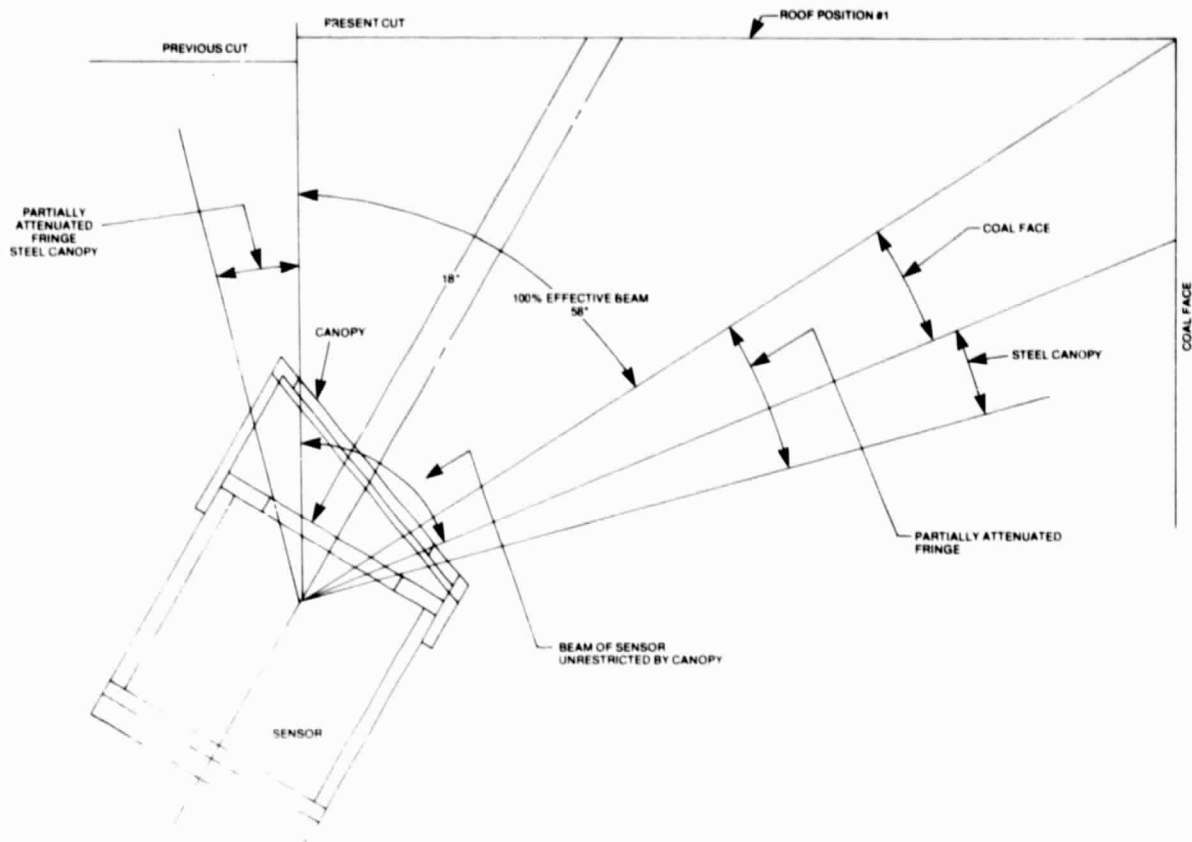 ROOF POSITION #1
PRESENT CUT
PREVIOUS CUT
PARTIALLY
ATTENUATED
FRINGE
STEEL CANOPY
COAL FACE
18"
100% EFFECTIVE BEAM
58°
COAL FACE
CANOPY
STEEL CANOPY
PARTIALLY ATTENUATED
FRINGE
BEAM OF SENSOR
UNRESTRICTED BY CANOPY
SENSOR